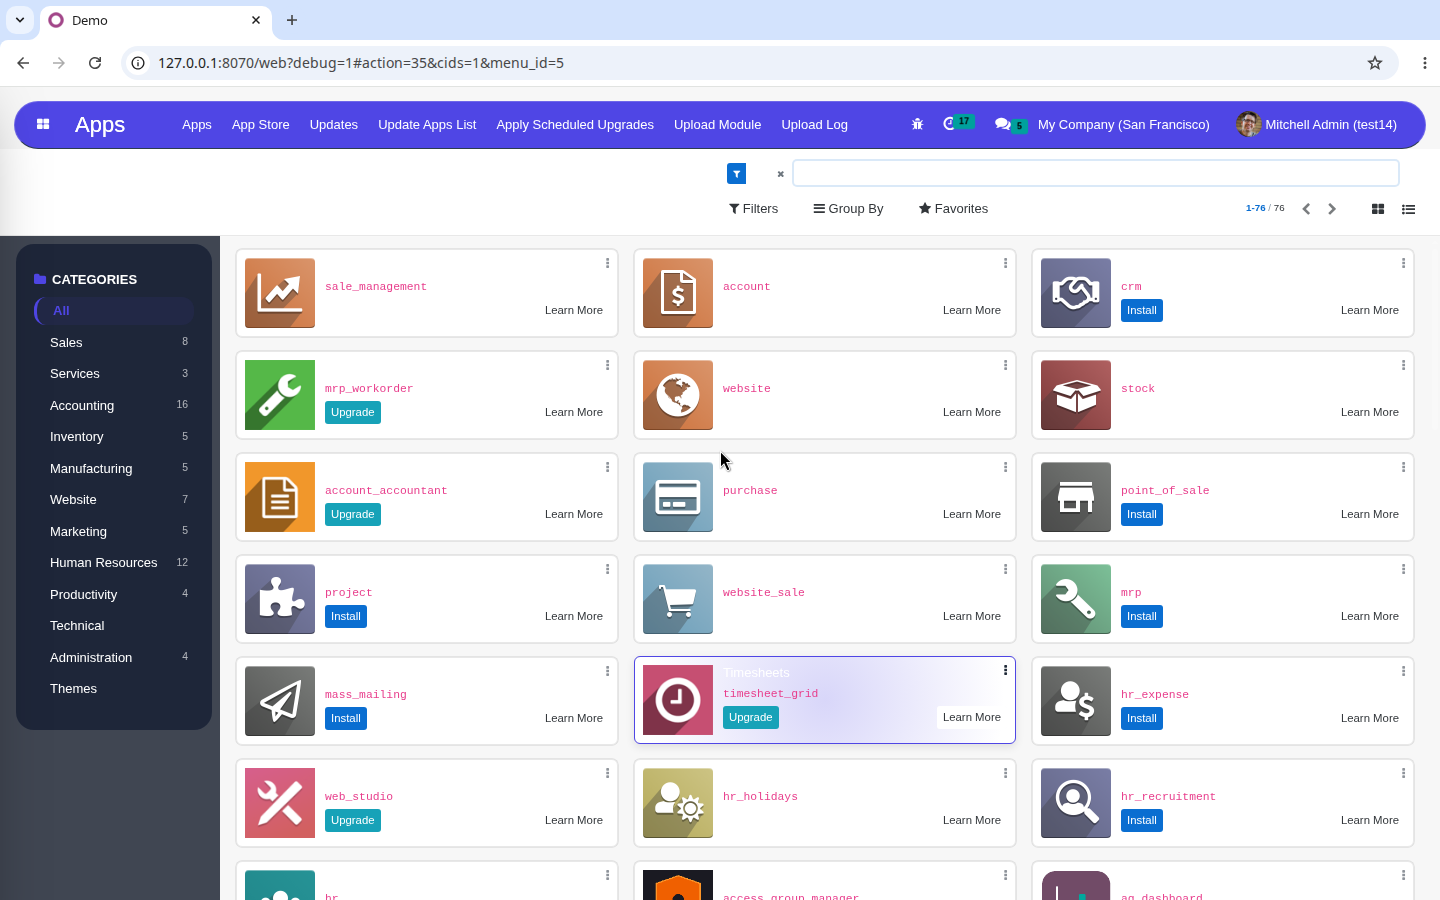 Demo
127.0.0.1:8070/web?debug=1#action=35&cids=1&menu_id=5
Apps
Apps App Store Updates Update Apps List Apply Scheduled Upgrades Upload Module Upload Log 17 5 My Company (San Francisco) Mitchell Admin (test14)
Filters Group By Favorites 1-76 / 76
CATEGORIES
All
Sales 8
Services 3
Accounting 16
Inventory 5
Manufacturing 5
Website 7
Marketing 5
Human Resources 12
Productivity 4
Technical
Administration 4
Themes
sale_management
Learn More
account
Learn More
crm
Install Learn More
mrp_workorder
Upgrade Learn More
website
Learn More
stock
Learn More
account_accountant
Upgrade Learn More
purchase
Learn More
point_of_sale
Install Learn More
project
Install Learn More
website_sale
Learn More
mrp
Install Learn More
mass_mailing
Install Learn More
Timesheets
timesheet_grid
Upgrade Learn More
hr_expense
Install Learn More
web_studio
Upgrade Learn More
hr_holidays
Learn More
hr_recruitment
Install Learn More
hr
access_group_manager
ag_dashboard